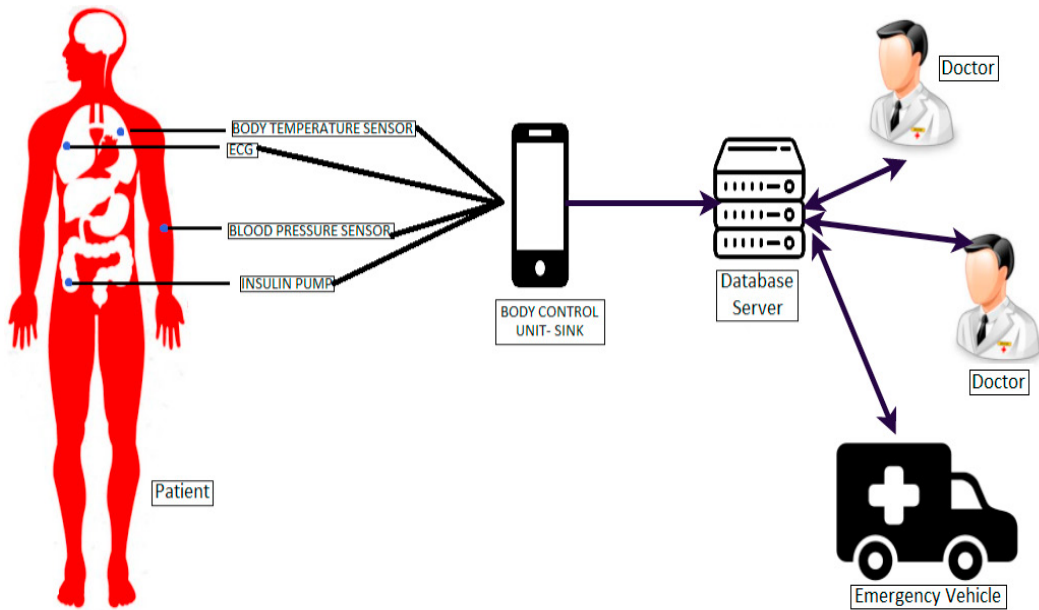 BODY TEMPERATURE SENSOR
ECG
BLOOD PRESSURE SENSOR
INSULIN PUMP
Patient
BODY CONTROL
UNIT- SINK
Database
Server
Doctor
Doctor
Emergency Vehicle